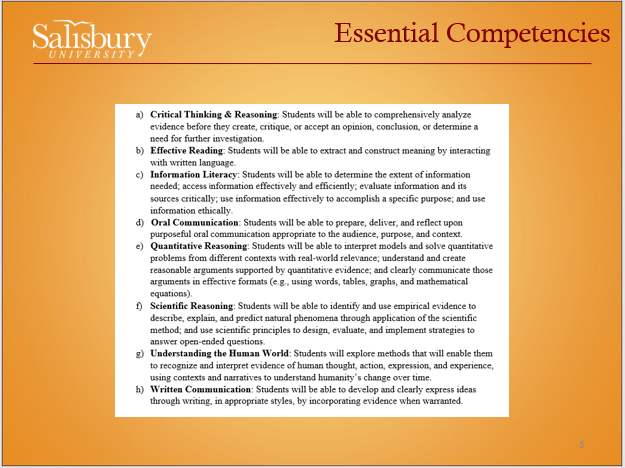 Salisbury
UNIVERSITY
Essential Competencies
a) Critical Thinking & Reasoning: Students will be able to comprehensively analyze
evidence before they create, critique, or accept an opinion, conclusion, or determine a
need for further investigation.
b) Effective Reading: Students will be able to extract and construct meaning by interacting
with written language.
c) Information Literacy: Students will be able to determine the extent of information
needed; access information effectively and efficiently; evaluate information and its
sources critically; use information effectively to accomplish a specific purpose; and use
information ethically.
d) Oral Communication: Students will be able to prepare, deliver, and reflect upon
purposeful oral communication appropriate to the audience, purpose, and context.
e) Quantitative Reasoning: Students will be able to interpret models and solve quantitative
problems from different contexts with real-world relevance; understand and create
reasonable arguments supported by quantitative evidence; and clearly communicate those
arguments in effective formats (e.g., using words, tables, graphs, and mathematical
equations).
f) Scientific Reasoning: Students will be able to identify and use empirical evidence to
describe, explain, and predict natural phenomena through application of the scientific
method; and use scientific principles to design, evaluate, and implement strategies to
answer open-ended questions.
g) Understanding the Human World: Students will explore methods that will enable them
to recognize and interpret evidence of human thought, action, expression, and experience,
using contexts and narratives to understand humanity's change over time.
h) Written Communication: Students will be able to develop and clearly express ideas
through writing, in appropriate styles, by incorporating evidence when warranted.
5